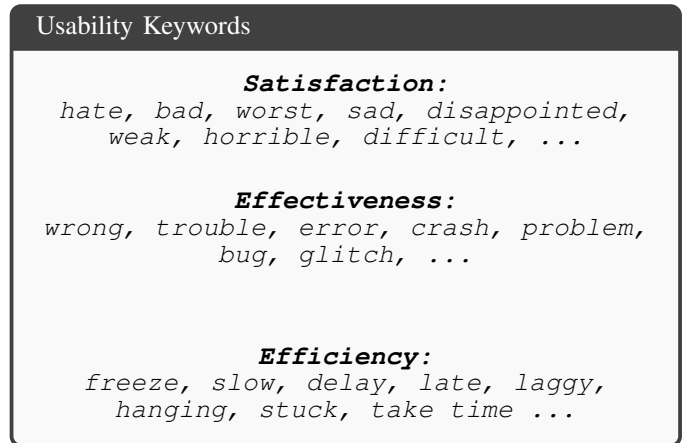 Usability Keywords
Satisfaction:
hate, bad, worst, sad, disappointed,
weak, horrible, difficult, ...
Effectiveness:
wrong, trouble, error, crash, problem,
bug, glitch, ...
Efficiency:
freeze, slow, delay, late, laggy,
hanging, stuck, take time ...